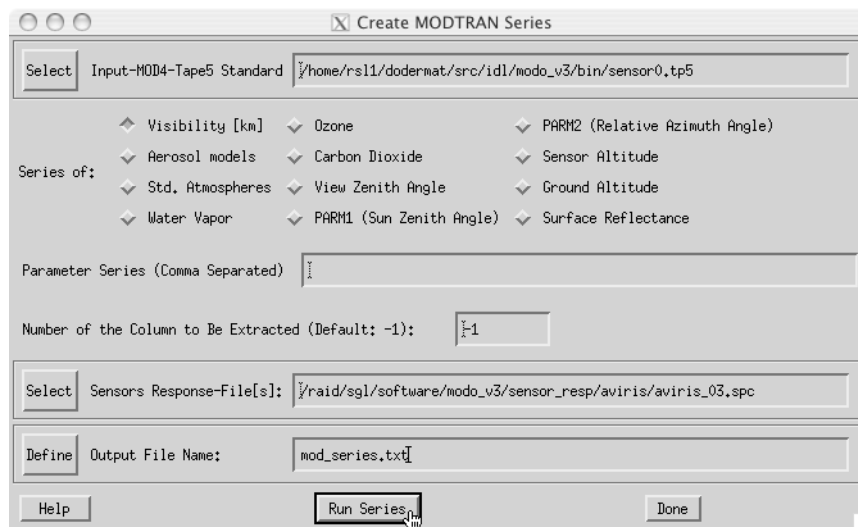 X Create MODTRAN Series
Select Input-MOD4-Tape5 Standard /home/rsl1/dodermat/src/idl/modo_v3/bin/sensor0.tp5
Visibility [km] Ozone PARM2 (Relative Azimuth Angle)
Aerosol models Carbon Dioxide Sensor Altitude
Series of:
Std. Atmospheres View Zenith Angle Ground Altitude
Water Vapor PARM1 (Sun Zenith Angle) Surface Reflectance
Parameter Series (Comma Separated)
Number of the Column to Be Extracted (Default: -1): -1
Select Sensors Response-File[s]: /raid/sgl/software/modo_v3/sensor_resp/aviris/aviris_03.spc
Define Output File Name: mod_series.txt
Help Run Series Done